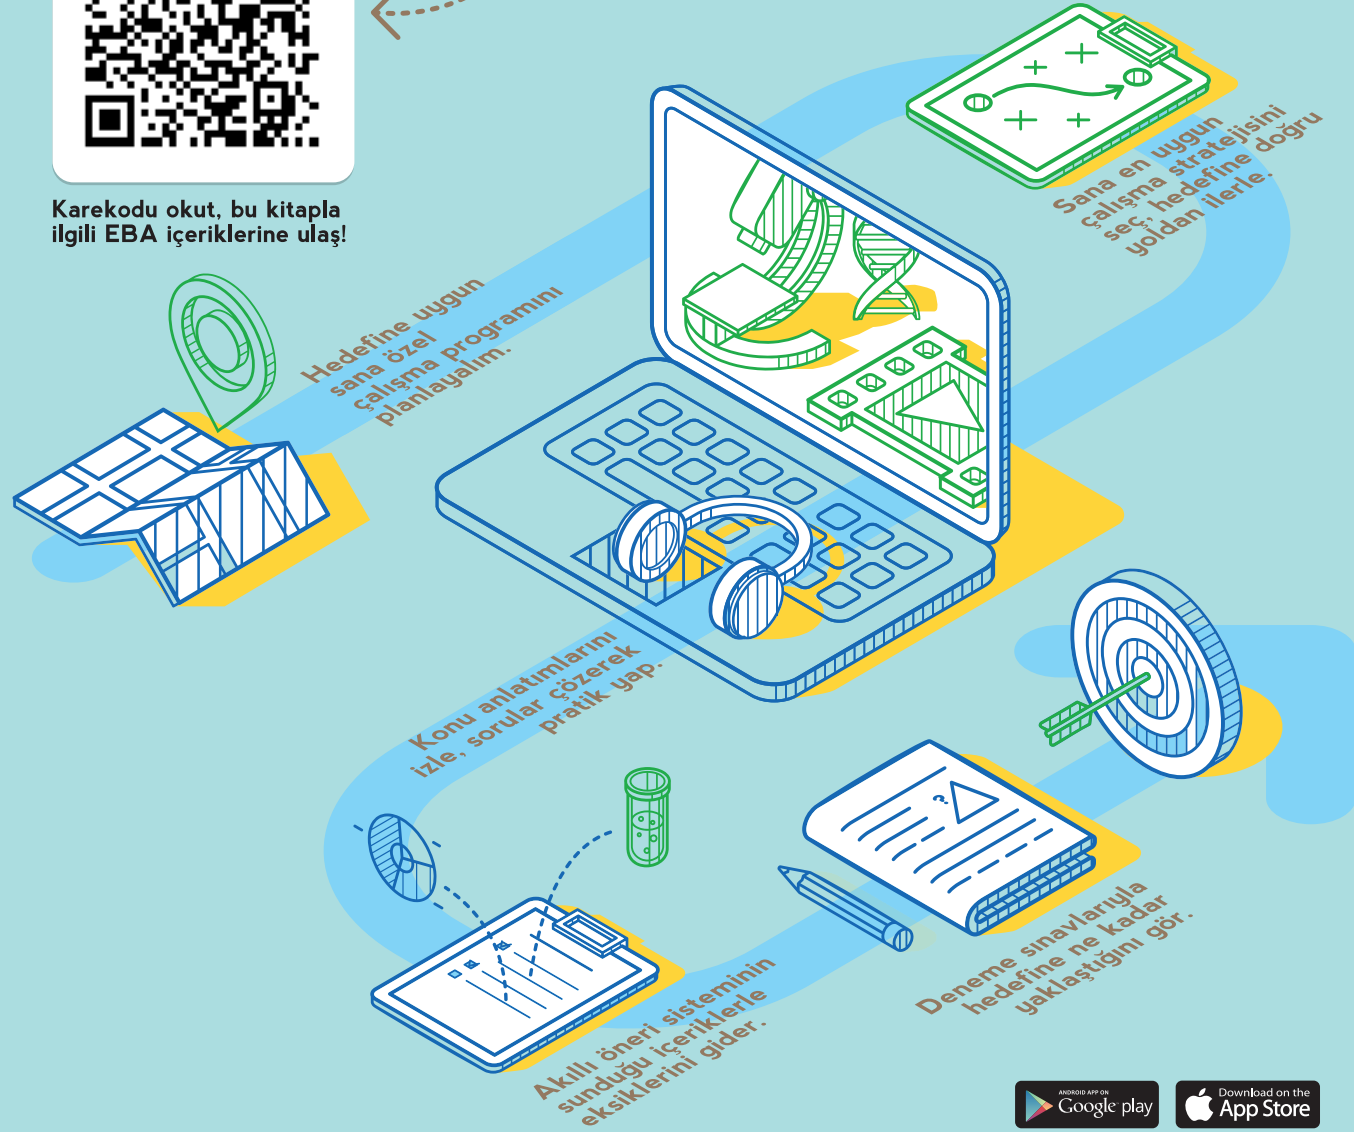 Karekodu okut, bu kitapla
ilgili EBA içeriklerine ulaş!
Hedefine uygun
sana özel
çalışma programını
planlayalım.
Sana en uygun
çalışma stratejisini
seç, hedefine doğru
yoldan ilerle.
Konu anlatımlarını
izle, sorular çözerek
pratik yap.
Akıllı öneri sisteminin
sunduğu içeriklerle
eksiklerini gider.
Deneme sınavlarıyla
hedefine ne kadar
yaklaştığını gör.
ANDROID APP ON
Google play
Download on the
App Store